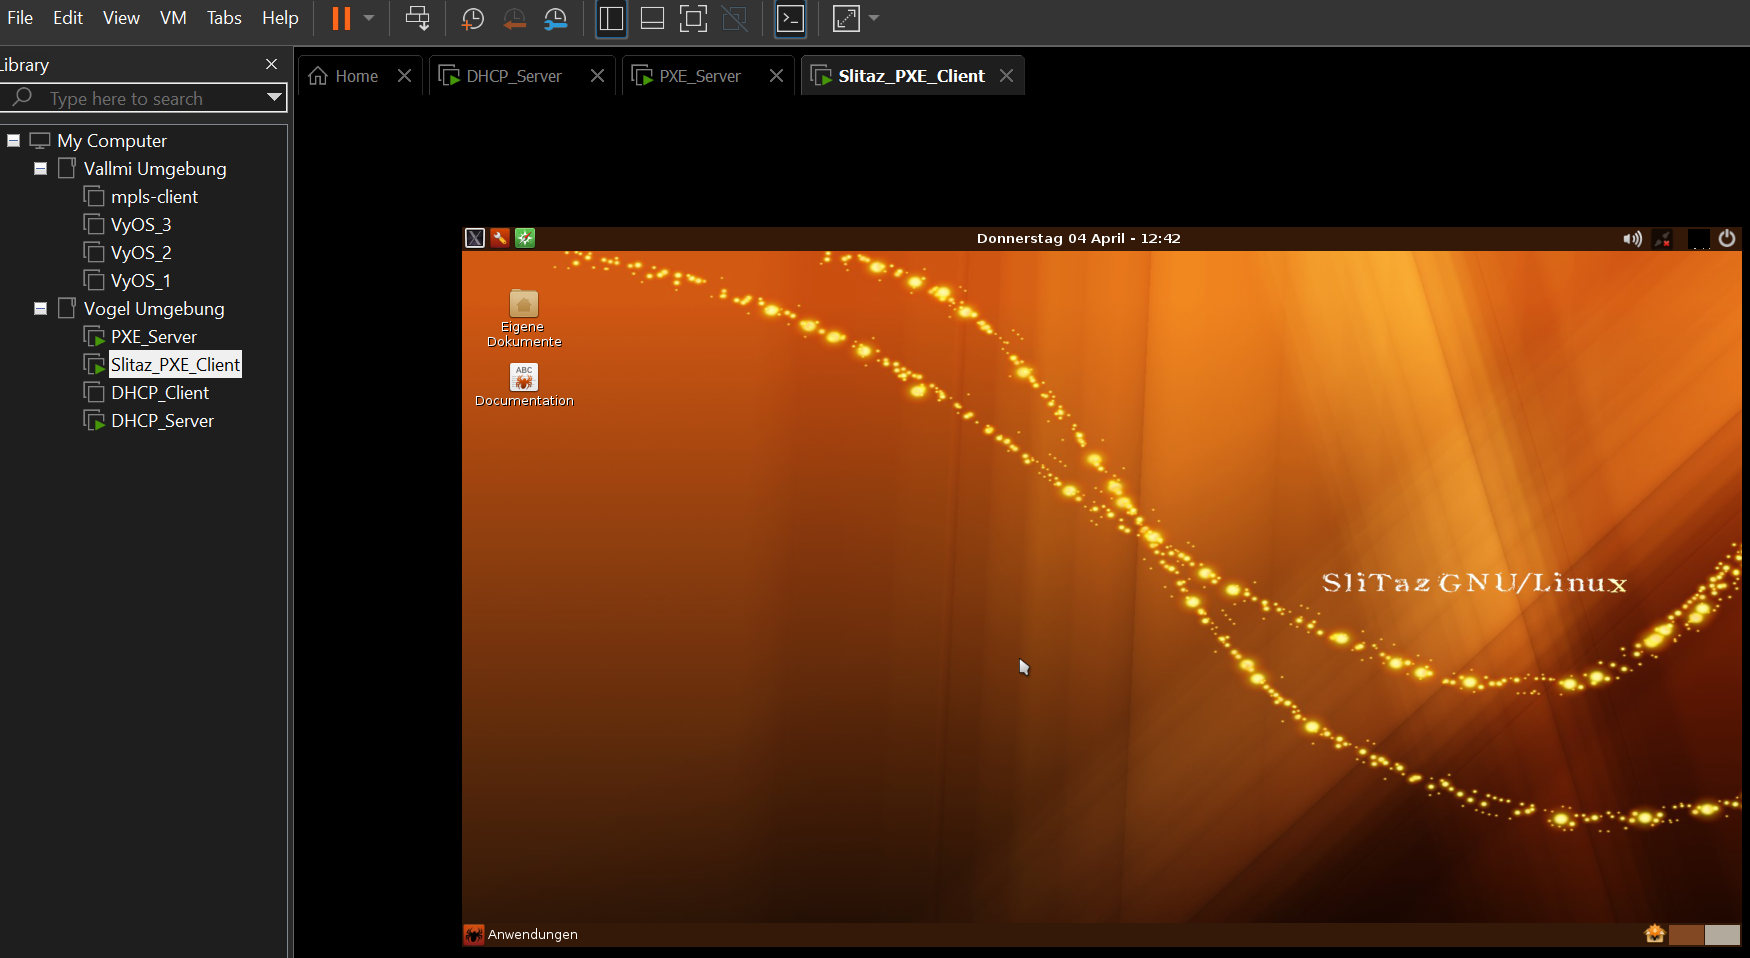 File Edit View VM Tabs Help
Library
Type here to search
My Computer
Vallmi Umgebung
mpls-client
VyOS_3
VyOS_2
VyOS_1
Vogel Umgebung
PXE_Server
Slitaz_PXE_Client
DHCP_Client
DHCP_Server
Home DHCP_Server PXE_Server Slitaz_PXE_Client
Donnerstag 04 April - 12:42
Eigene
Dokumente
ABC
Documentation
SliTaz GNU/Linux
Anwendungen